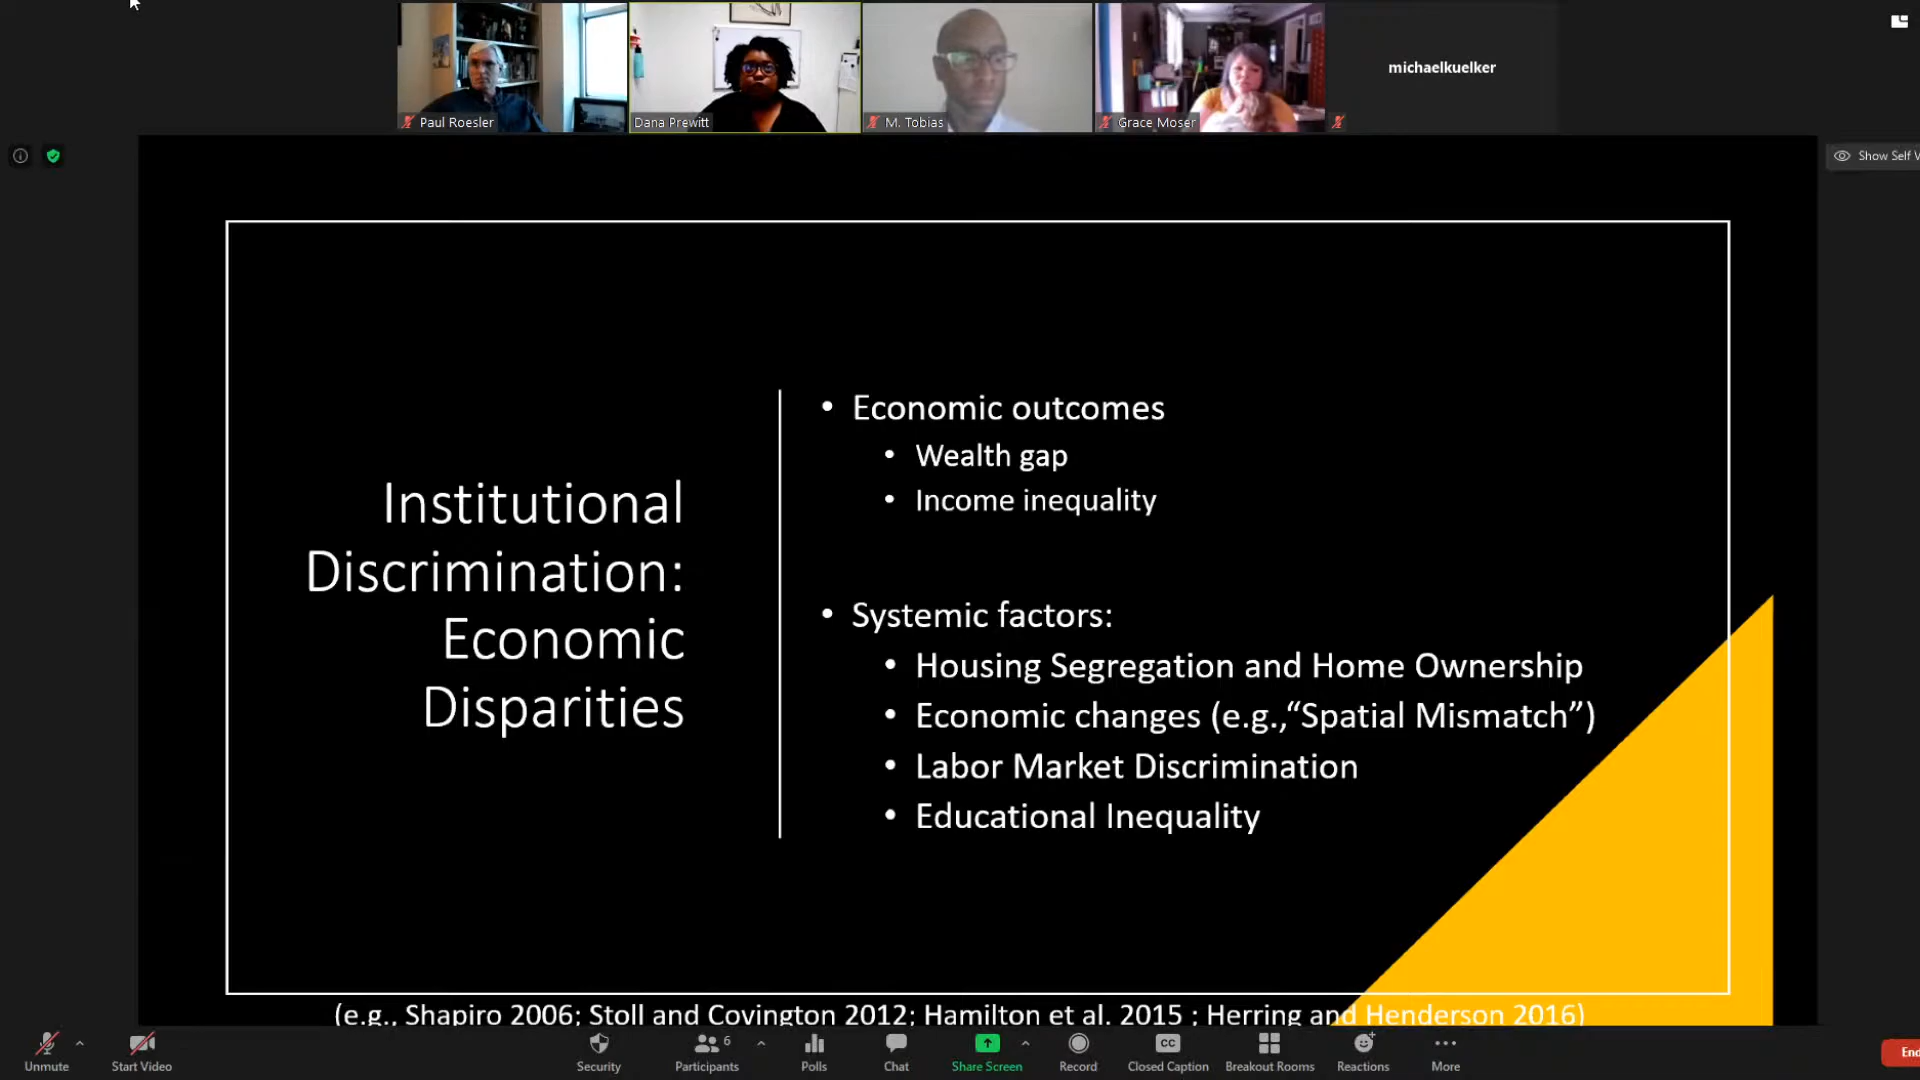 michaelkuelker
Paul Roesler
Dana Prewitt
M. Tobias
Grace Moser
Show Self V
Institutional
Discrimination:
Economic
Disparities
• Economic outcomes
• Wealth gap
• Income inequality
• Systemic factors:
• Housing Segregation and Home Ownership
• Economic changes (e.g.,“Spatial Mismatch”)
• Labor Market Discrimination
• Educational Inequality
(e.g., Shapiro 2006; Stoll and Covington 2012; Hamilton et al. 2015 ; Herring and Henderson 2016)
6
CC
Unmute
Start Video
Security
Participants
Polls
Chat
Share Screen
Record
Closed Caption
Breakout Rooms
Reactions
More
End